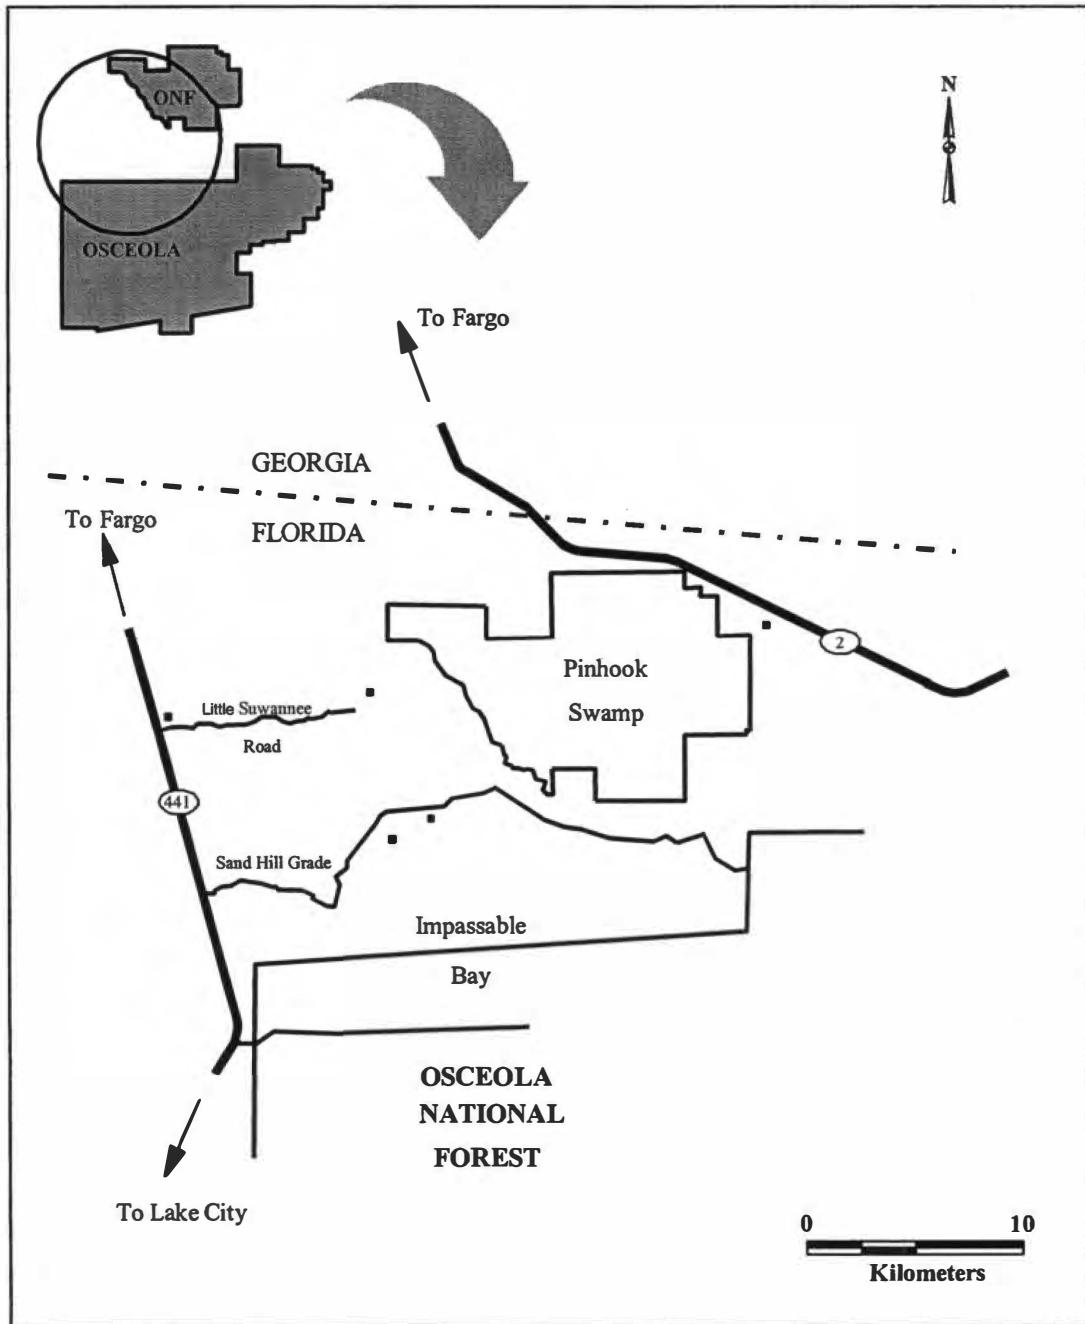 ONF
OSCEOLA
N
To Fargo
GEORGIA
To Fargo
FLORIDA
2
Pinhook
Swamp
Little Suwannee
Road
441
Sand Hill Grade
Impassable
Bay
OSCEOLA
NATIONAL
FOREST
To Lake City
0 10
Kilometers